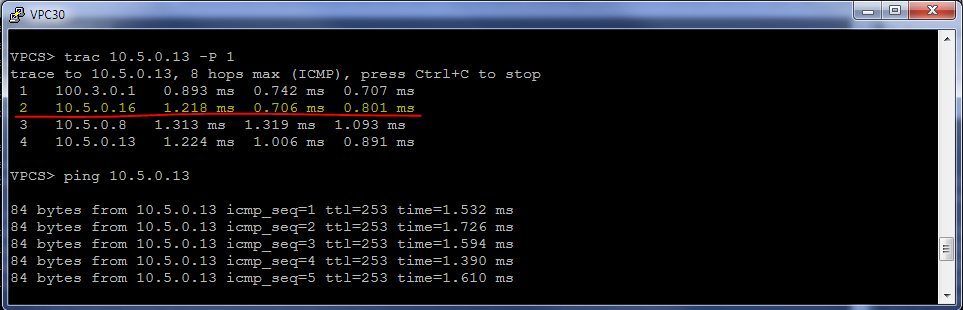 VPC30
VPCS> trac 10.5.0.13 -P 1
trace to 10.5.0.13, 8 hops max (ICMP), press Ctrl+C to stop
1 100.3.0.1 0.893 ms 0.742 ms 0.707 ms
2 10.5.0.16 1.218 ms 0.706 ms 0.801 ms
3 10.5.0.8 1.313 ms 1.319 ms 1.093 ms
4 10.5.0.13 1.224 ms 1.006 ms 0.891 ms
VPCS> ping 10.5.0.13
84 bytes from 10.5.0.13 icmp_seq=1 ttl=253 time=1.532 ms
84 bytes from 10.5.0.13 icmp_seq=2 ttl=253 time=1.726 ms
84 bytes from 10.5.0.13 icmp_seq=3 ttl=253 time=1.594 ms
84 bytes from 10.5.0.13 icmp_seq=4 ttl=253 time=1.390 ms
84 bytes from 10.5.0.13 icmp_seq=5 ttl=253 time=1.610 ms